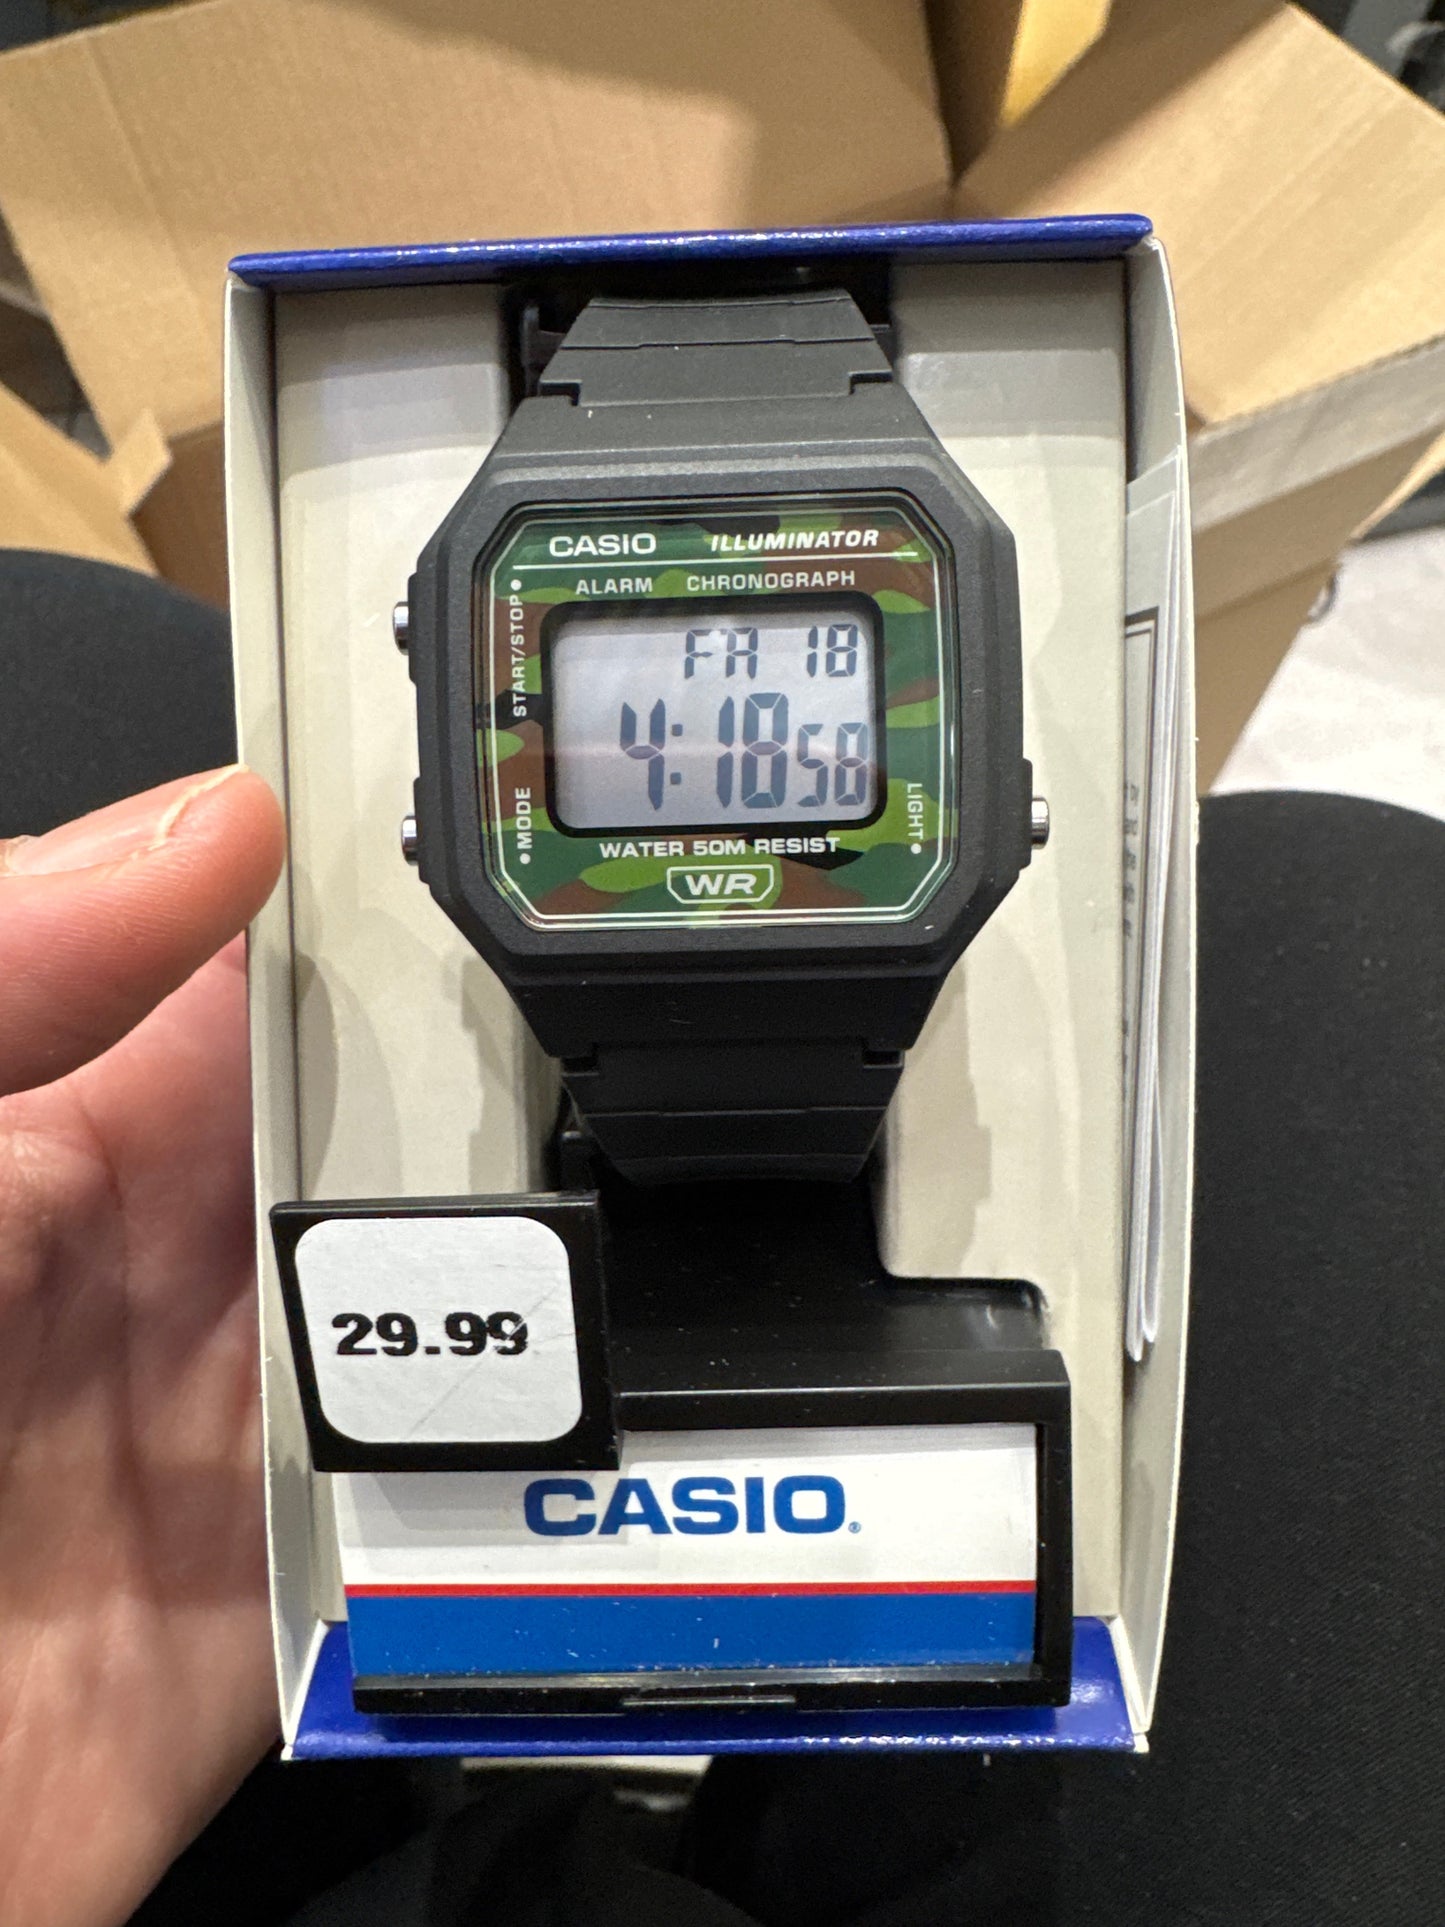 CASIO ILLUMINATOR
ALARM CHRONOGRAPH
START/STOP
FR 18
4:18 58
MODE
LIGHT
WATER 50M RESIST
WR
29.99
CASIO®